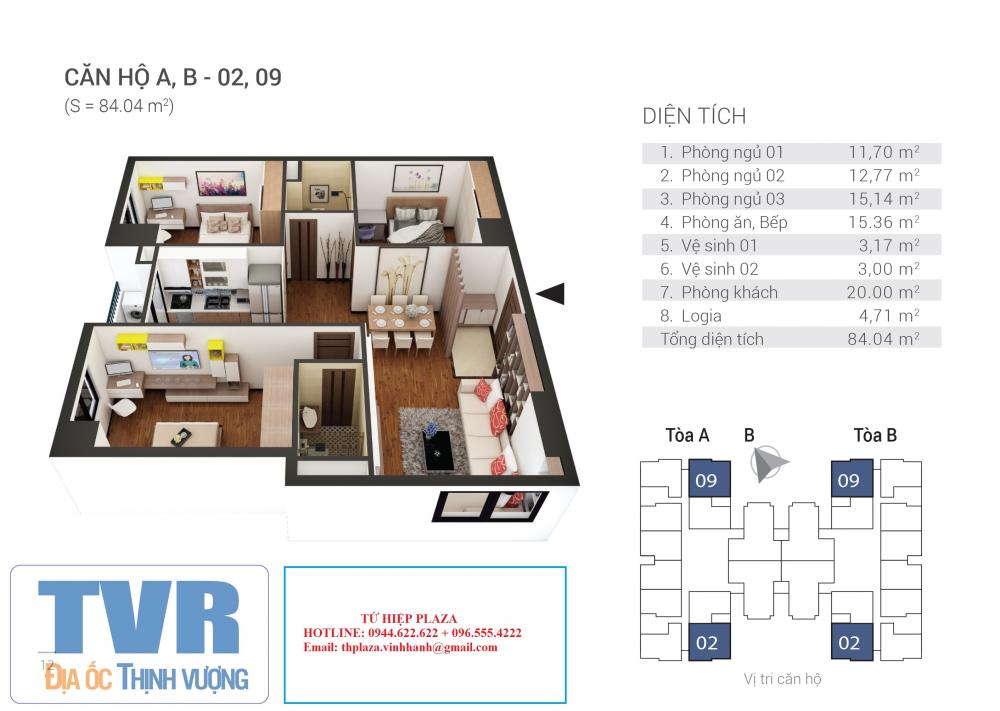 CĂN HỘ A, B - 02, 09
(S = 84.04 m²)
DIỆN TÍCH
1. Phòng ngủ 01 11,70 m²
2. Phòng ngủ 02 12,77 m²
3. Phòng ngủ 03 15,14 m²
4. Phòng ăn, Bếp 15.36 m²
5. Vệ sinh 01 3,17 m²
6. Vệ sinh 02 3,00 m²
7. Phòng khách 20.00 m²
8. Logia 4,71 m²
Tổng diện tích 84.04 m²
Tòa A B Tòa B
09 09
02 02
Vị trí căn hộ
TVR
12
ĐỊA ỐC THỊNH VƯỢNG
TỨ HIỆP PLAZA
HOTLINE: 0944.622.622 + 096.555.4222
Email: thplaza.vinhhanh@gmail.com